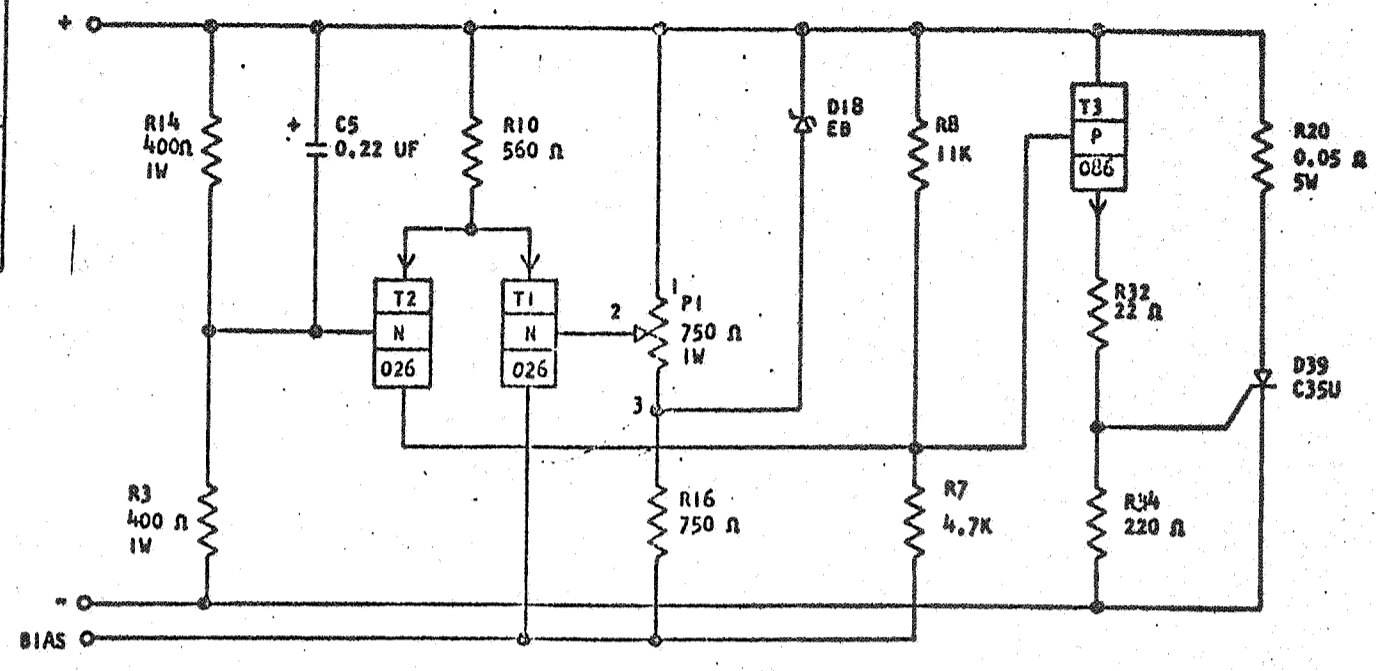 +
R14
400Ω
1W
+
C5
0.22 UF
R10
560 Ω
D18
EB
R8
11K
T3
P
086
R20
0.05 Ω
5W
T2
N
026
T1
N
026
2
1
P1
750 Ω
1W
3
R32
22 Ω
D39
C35U
R3
400 Ω
1W
R16
750 Ω
R7
4.7K
R34
220 Ω
-
BIAS